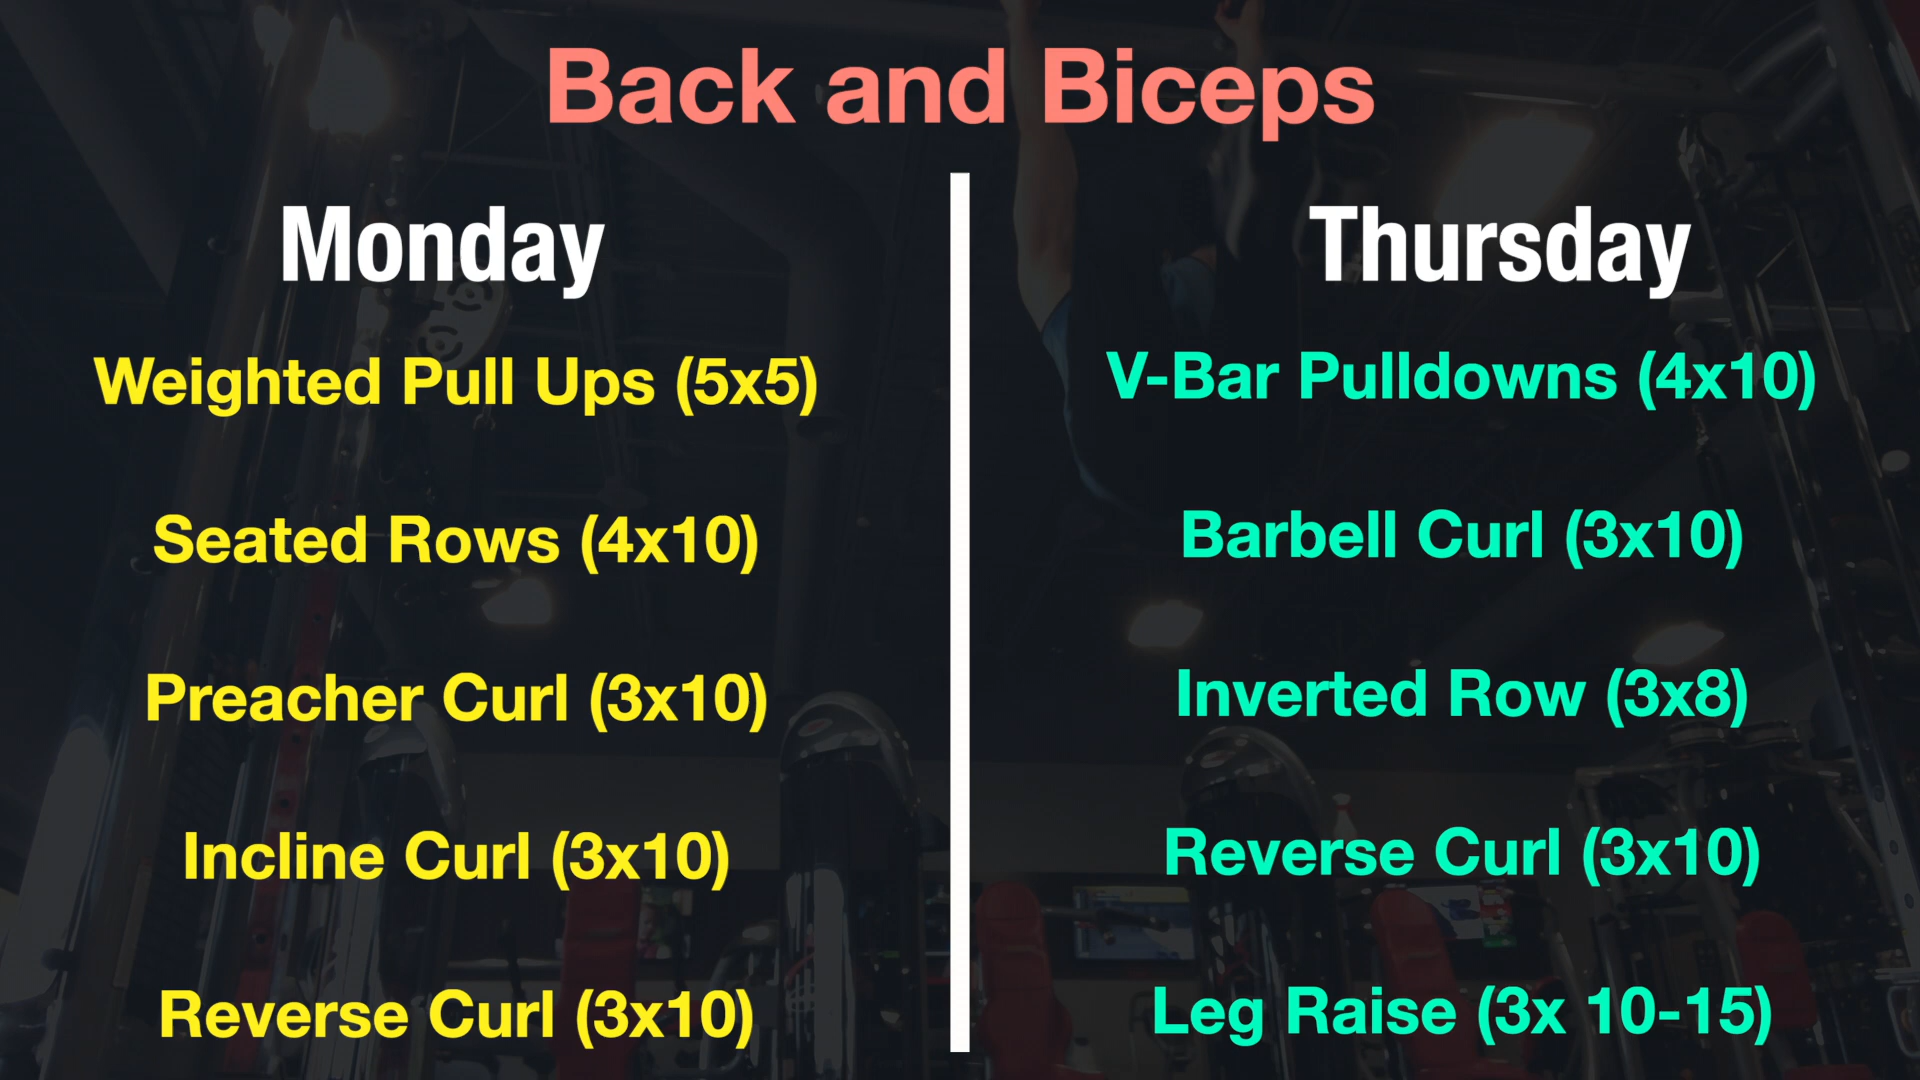 Back and Biceps
Monday
Weighted Pull Ups (5x5)
Seated Rows (4x10)
Preacher Curl (3x10)
Incline Curl (3x10)
Reverse Curl (3x10)
Thursday
V-Bar Pulldowns (4x10)
Barbell Curl (3x10)
Inverted Row (3x8)
Reverse Curl (3x10)
Leg Raise (3x 10-15)